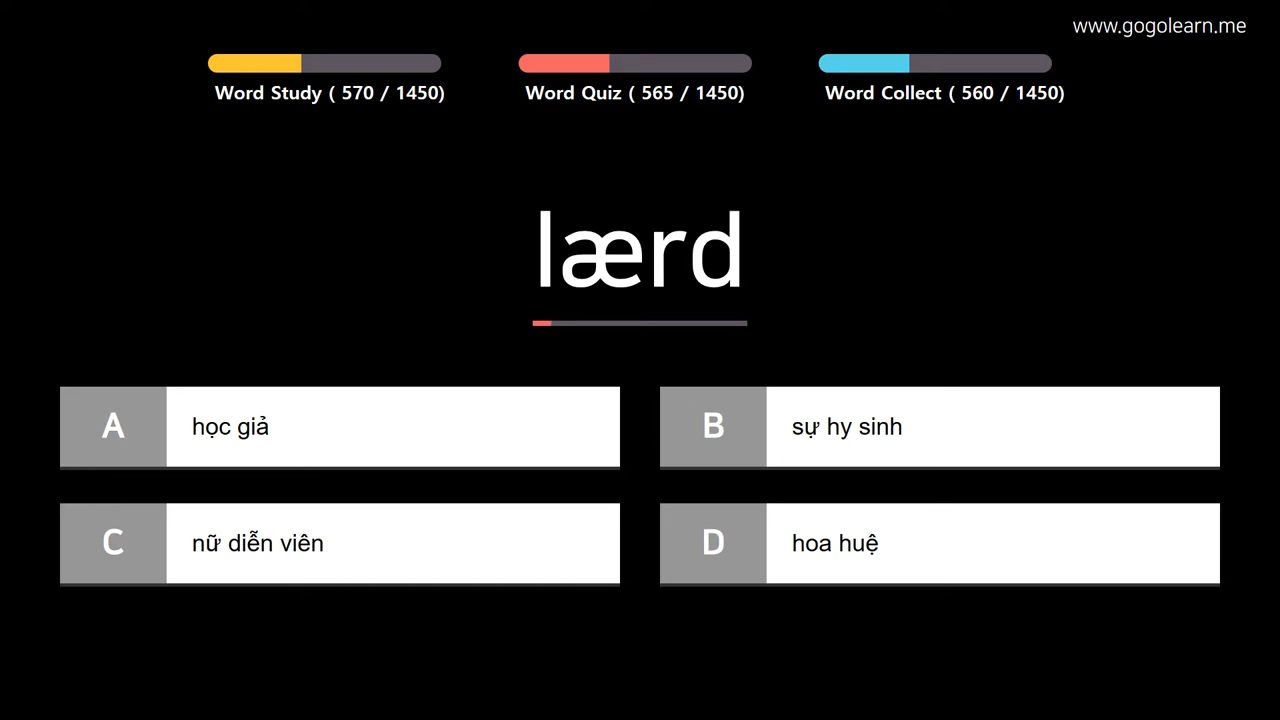 www.gogolearn.me
Word Study ( 570 / 1450)
Word Quiz ( 565 / 1450)
Word Collect ( 560 / 1450)
lærd
A học giả
B sự hy sinh
C nữ diễn viên
D hoa huệ